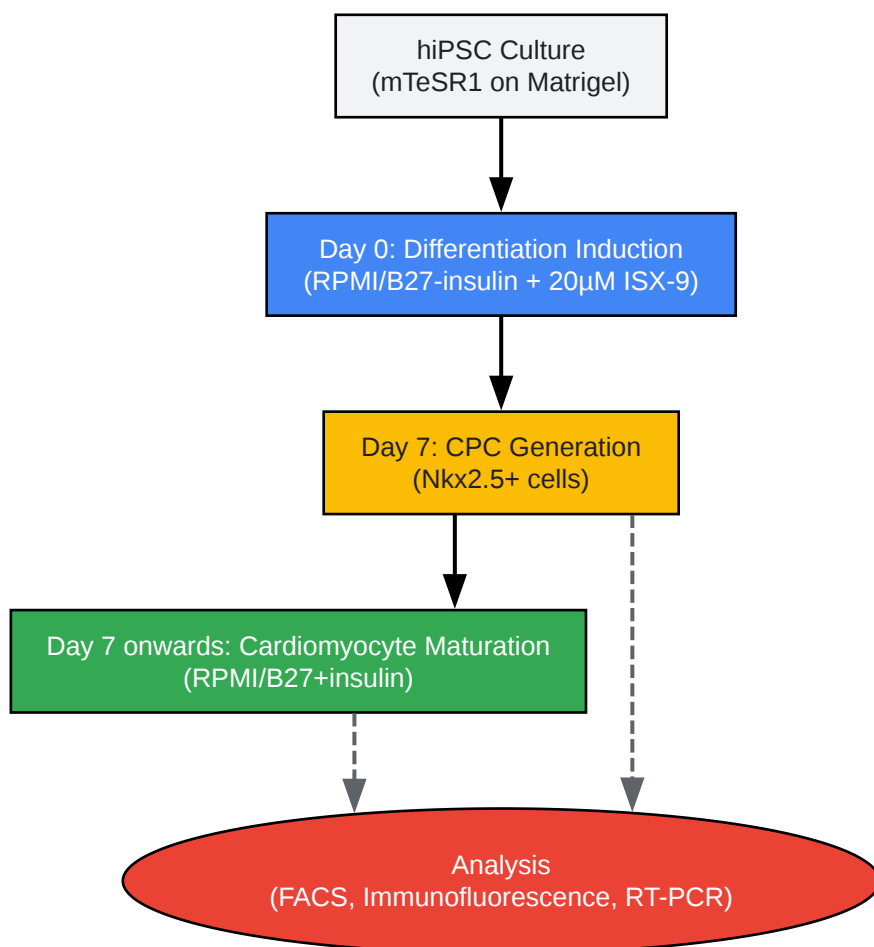 hiPSC Culture
(mTeSR1 on Matrigel)
Day 0: Differentiation Induction
(RPMI/B27-insulin + 20µM ISX-9)
Day 7: CPC Generation
(Nkx2.5+ cells)
Day 7 onwards: Cardiomyocyte Maturation
(RPMI/B27+insulin)
Analysis
(FACS, Immunofluorescence, RT-PCR)